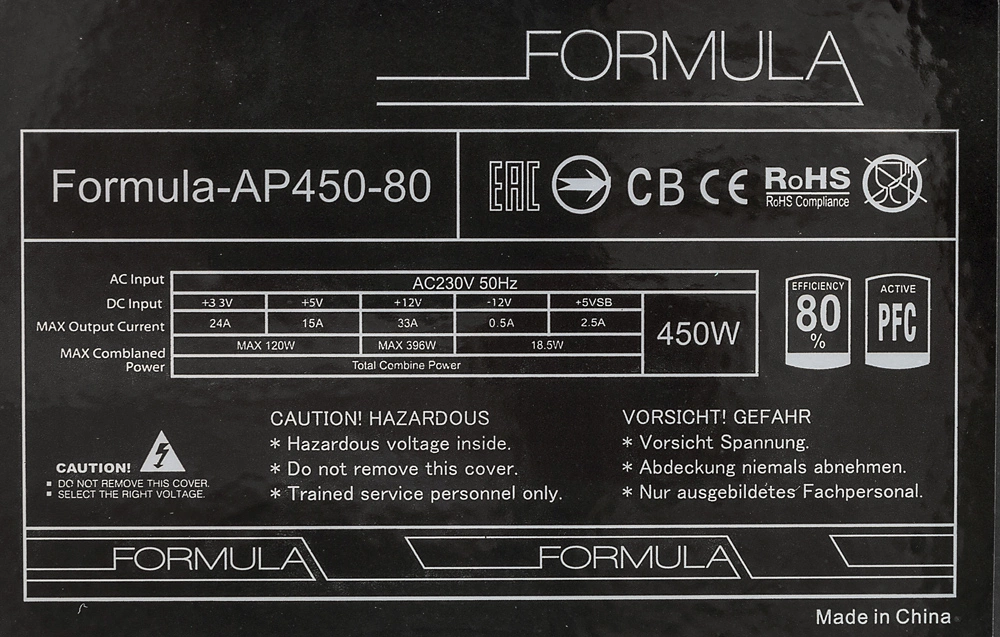 FORMULA
Formula-AP450-80
EAC CB CE RoHS
RoHS Compliance
AC Input AC230V 50Hz
DC Input +3.3V +5V +12V -12V +5VSB
MAX Output Current 24A 15A 33A 0.5A 2.5A 450W
MAX Comblaned Power MAX 120W MAX 396W 18.5W
Total Combine Power
EFFICIENCY
80
%
ACTIVE
PFC
CAUTION!
▪ DO NOT REMOVE THIS COVER.
▪ SELECT THE RIGHT VOLTAGE.
CAUTION! HAZARDOUS
* Hazardous voltage inside.
* Do not remove this cover.
* Trained service personnel only.
VORSICHT! GEFAHR
* Vorsicht Spannung.
* Abdeckung niemals abnehmen.
* Nur ausgebildetes Fachpersonal.
FORMULA FORMULA
Made in China